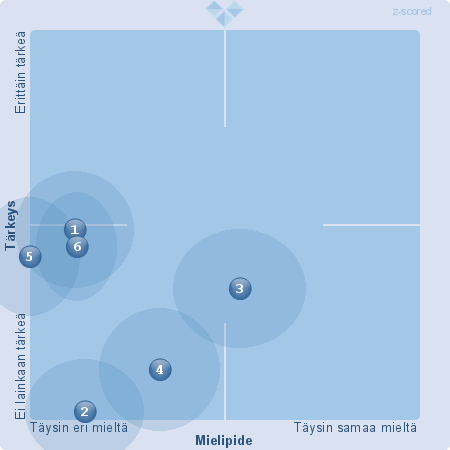 z-scored
Erittäin tärkeä
Tärkeys
Ei lainkaan tärkeä
1
6
5
3
4
2
Täysin eri mieltä
Täysin samaa mieltä
Mielipide